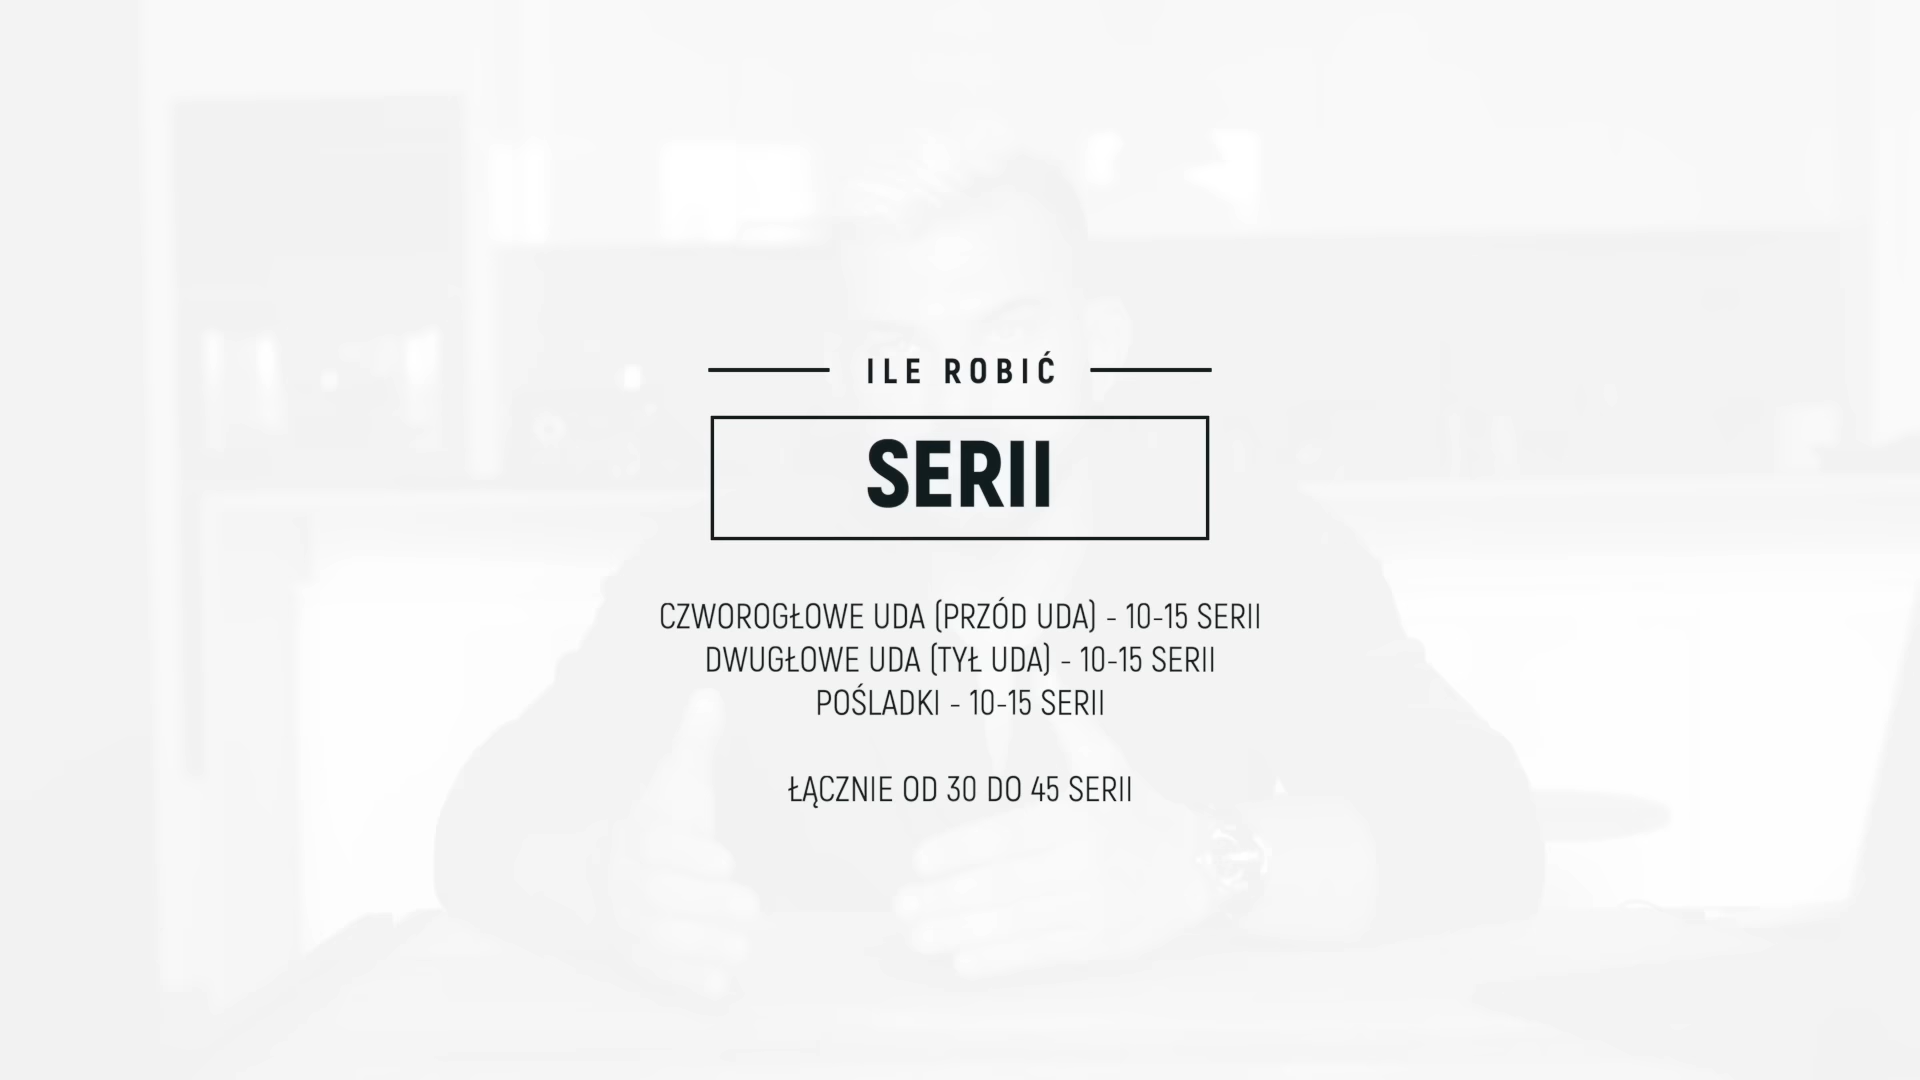 ILE ROBIĆ
SERII
CZWOROGŁOWE UDA (PRZÓD UDA) - 10-15 SERII
DWUGŁOWE UDA (TYŁ UDA) - 10-15 SERII
POŚLADKI - 10-15 SERII
ŁĄCZNIE OD 30 DO 45 SERII